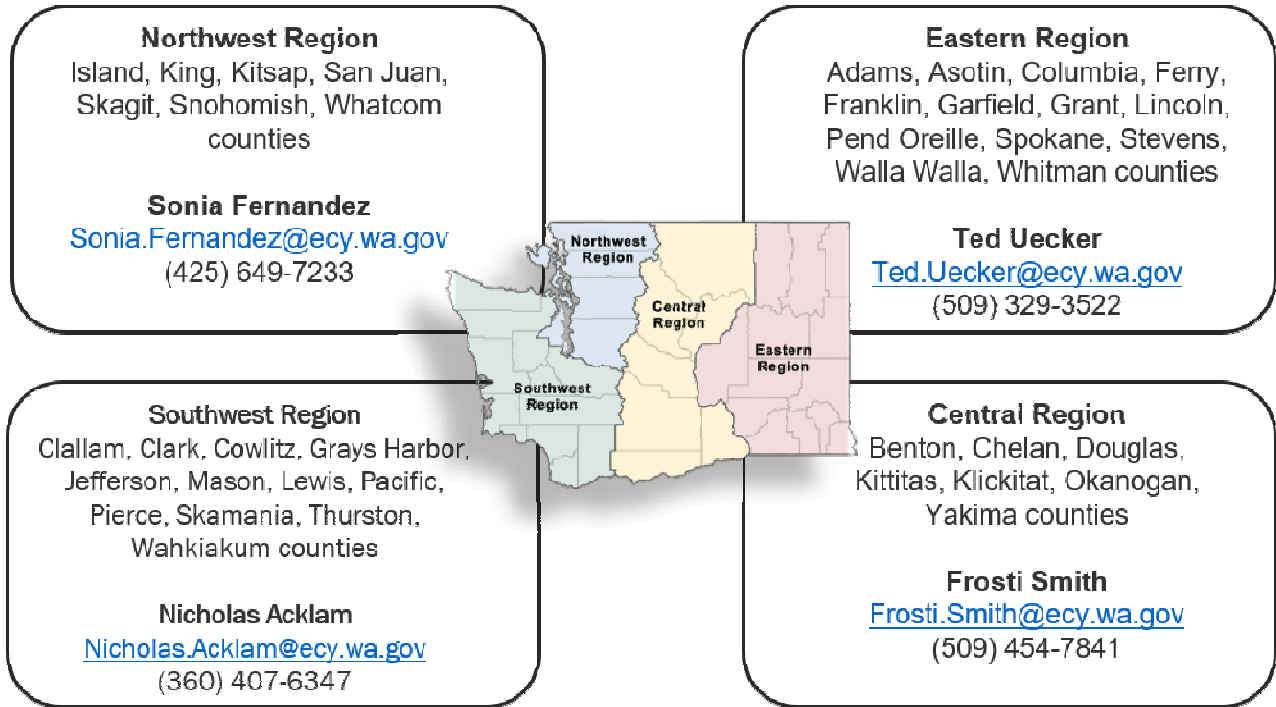 Northwest Region
Island, King, Kitsap, San Juan,
Skagit, Snohomish, Whatcom
counties
Sonia Fernandez
Sonia.Fernandez@ecy.wa.gov
(425) 649-7233
Eastern Region
Adams, Asotin, Columbia, Ferry,
Franklin, Garfield, Grant, Lincoln,
Pend Oreille, Spokane, Stevens,
Walla Walla, Whitman counties
Ted Uecker
Ted.Uecker@ecy.wa.gov
(509) 329-3522
Northwest
Region
Central
Region
Eastern
Region
Southwest
Region
Southwest Region
Clallam, Clark, Cowlitz, Grays Harbor,
Jefferson, Mason, Lewis, Pacific,
Pierce, Skamania, Thurston,
Wahkiakum counties
Nicholas Acklam
Nicholas.Acklam@ecy.wa.gov
(360) 407-6347
Central Region
Benton, Chelan, Douglas,
Kittitas, Klickitat, Okanogan,
Yakima counties
Frosti Smith
Frosti.Smith@ecy.wa.gov
(509) 454-7841